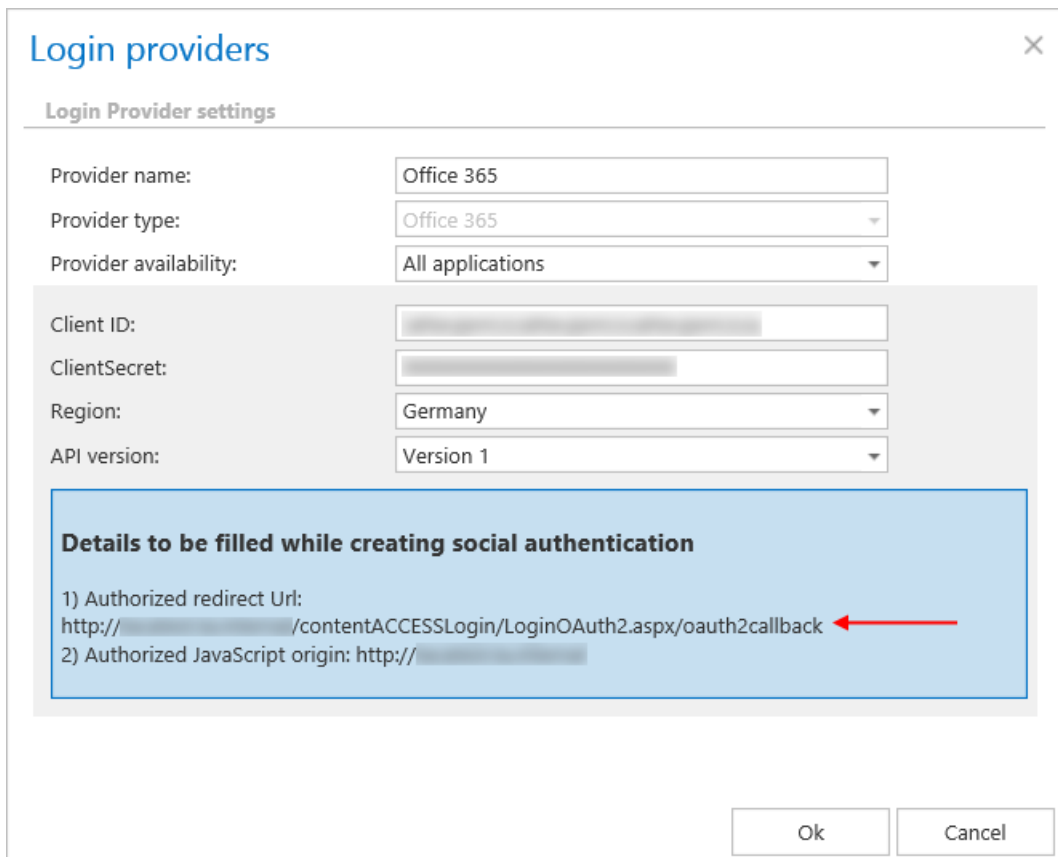 Login providers
Login Provider settings
Provider name: Office 365
Provider type: Office 365
Provider availability: All applications
Client ID:
ClientSecret:
Region: Germany
API version: Version 1
Details to be filled while creating social authentication
1) Authorized redirect Url:
http:// /contentACCESSLogin/LoginOAuth2.aspx/oauth2callback
2) Authorized JavaScript origin: http://
Ok Cancel